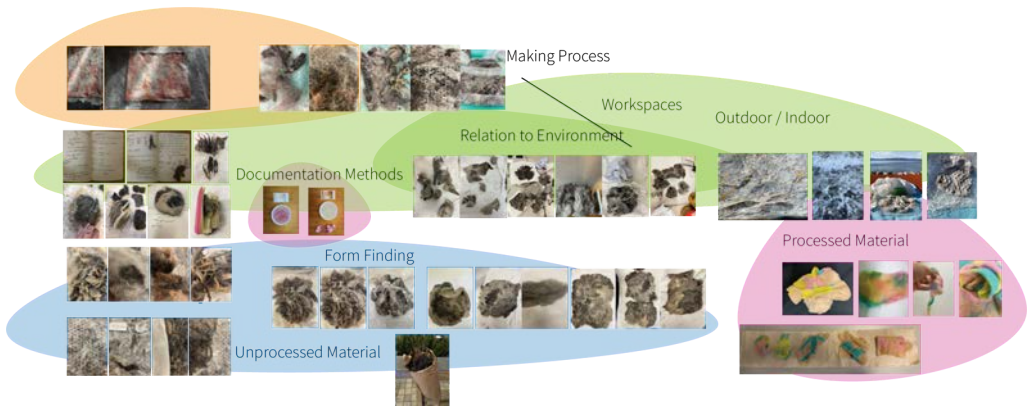 Making Process
Workspaces
Outdoor / Indoor
Relation to Environment
Documentation Methods
Processed Material
Form Finding
Unprocessed Material